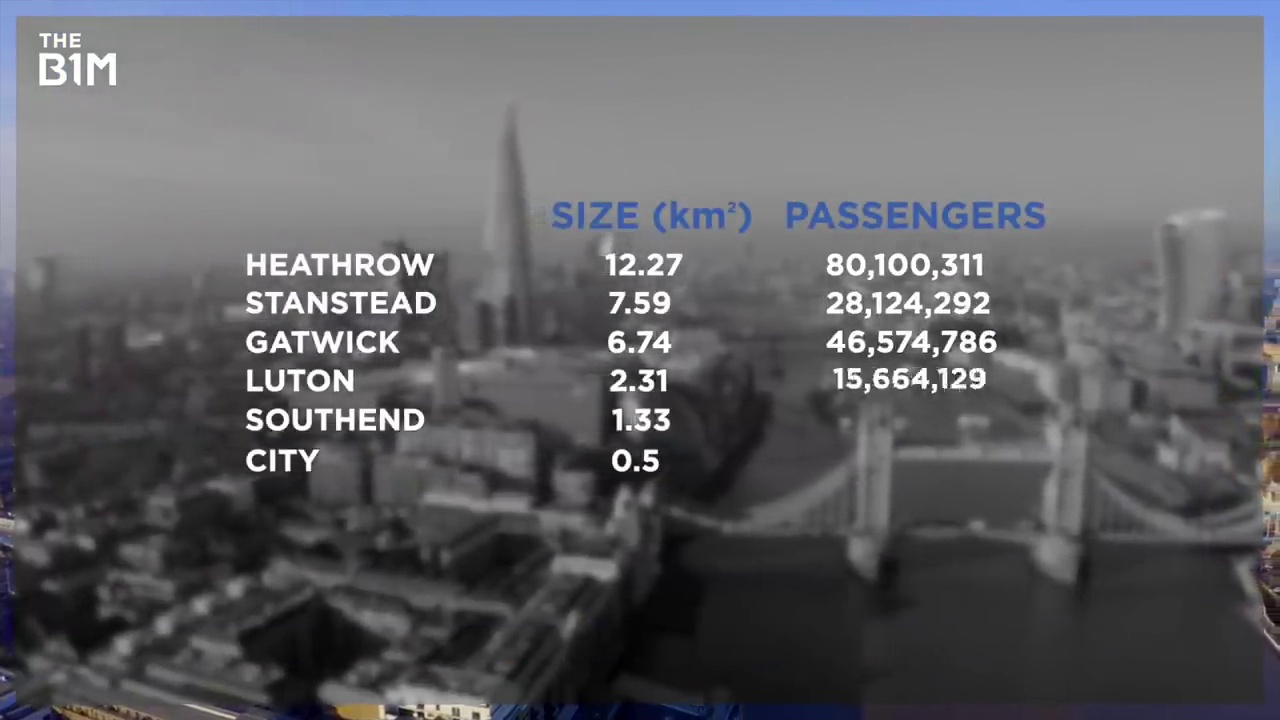 THE
B1M
SIZE (km²) PASSENGERS
HEATHROW 12.27 80,100,311
STANSTEAD 7.59 28,124,292
GATWICK 6.74 46,574,786
LUTON 2.31 15,664,129
SOUTHEND 1.33
CITY 0.5